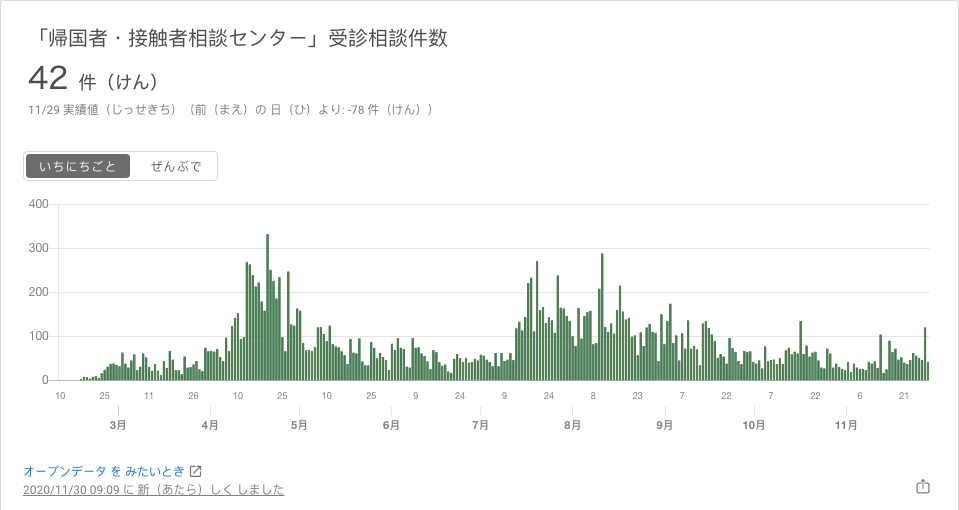 「帰国者・接触者相談センター」受診相談件数
42 件（けん）
11/29 実績値（じっせきち）（前（まえ）の 日（ひ）より: -78 件（けん））
いちにちごと ぜんぶで
400
300
200
100
0
10 25 11 26 10 25 10 25 9 24 9 24 8 23 7 22 7 22 6 21
3月 4月 5月 6月 7月 8月 9月 10月 11月
オープンデータ を みたいとき
2020/11/30 09:09 に 新（あたら）しく しました